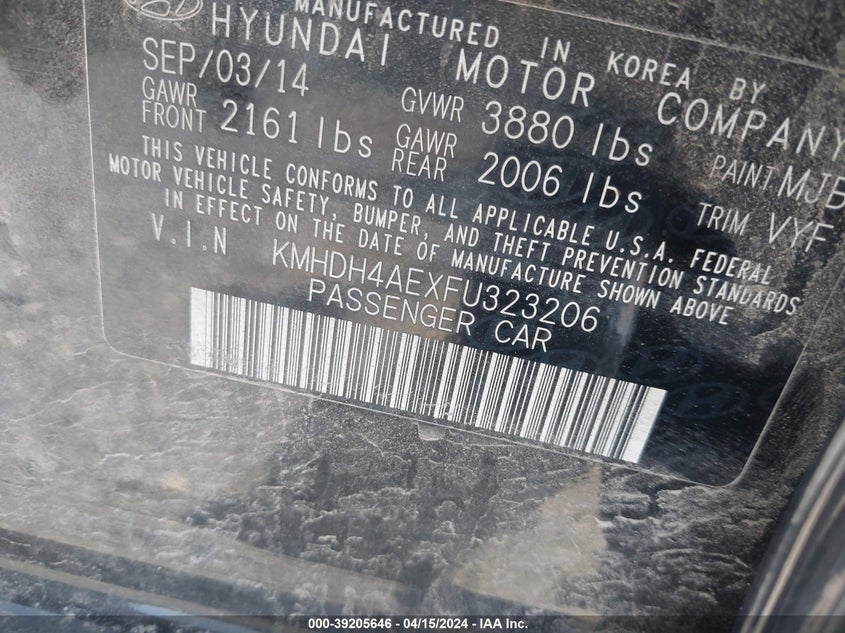 MANUFACTURED IN KOREA BY
HYUNDAI MOTOR COMPANY
SEP/03/14
GAWR FRONT 2161 lbs
GVWR 3880 lbs
GAWR REAR 2006 lbs
PAINT MJB
TRIM VYF
THIS VEHICLE CONFORMS TO ALL APPLICABLE U.S.A. FEDERAL
MOTOR VEHICLE SAFETY, BUMPER, AND THEFT PREVENTION STANDARDS
IN EFFECT ON THE DATE OF MANUFACTURE SHOWN ABOVE
V.I.N KMHDH4AEXFU323206
PASSENGER CAR
000-39205646 - 04/15/2024 - IAA Inc.